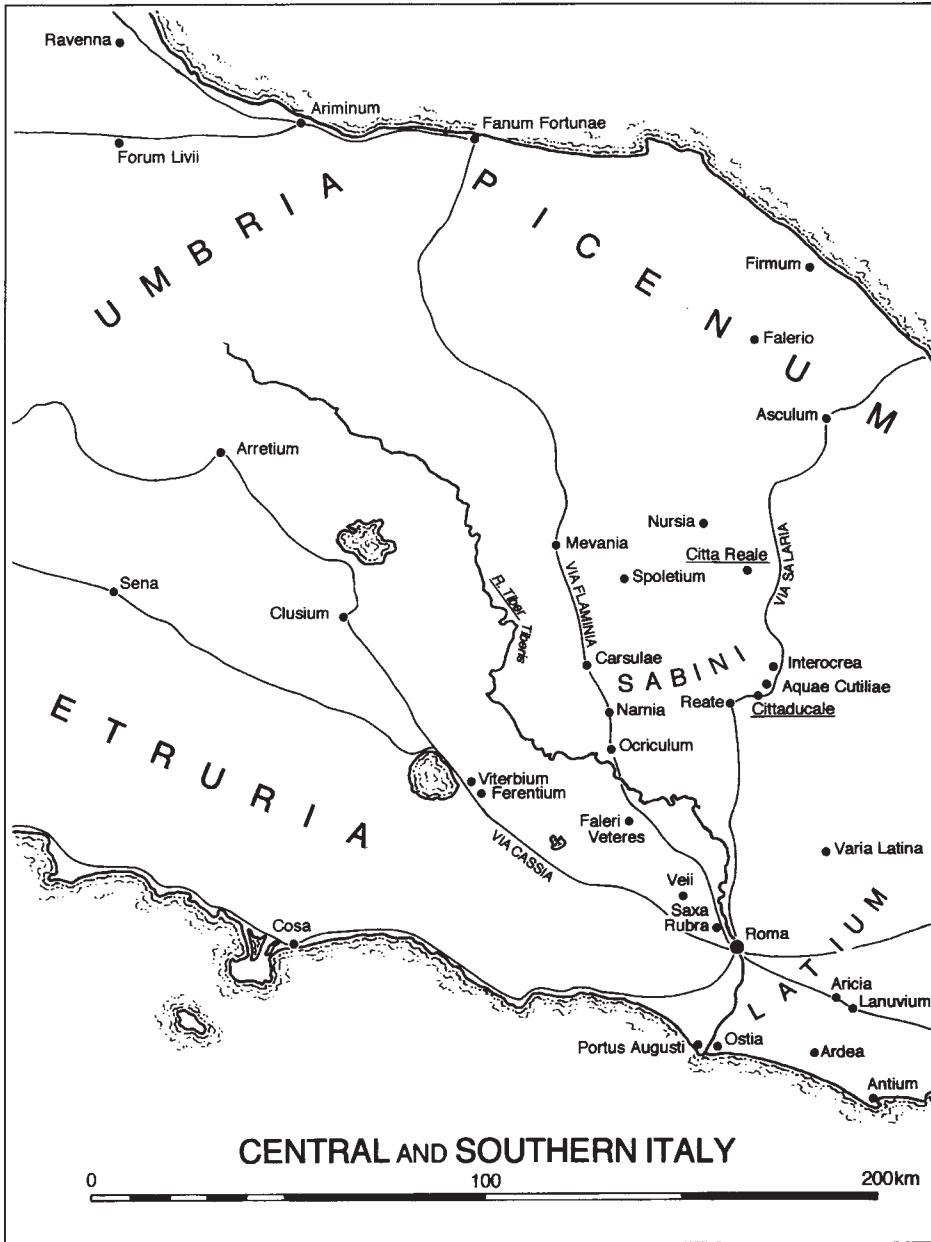 Ravenna
Ariminum
Fanum Fortunae
Forum Livii
UMBRIA
PICENUM
Firmum
Falerio
Asculum
Arretium
Nursia
Mevania
Citta Reale
VIA SALARIA
Spoletium
Sena
VIA FLAMINIA
R. Tiber
Tiberis
Clusium
Carsulae
SABINI
Interocrea
Aquae Cutiliae
Reate
Cittaducale
Narnia
ETRURIA
Ocriculum
Viterbium
Ferentium
Faleri
Veteres
VIA CASSIA
Varia Latina
Veii
Saxa
Rubra
Roma
Cosa
LATIUM
Aricia
Lanuvium
Portus Augusti
Ostia
Ardea
Antium
CENTRAL AND SOUTHERN ITALY
0 100 200km